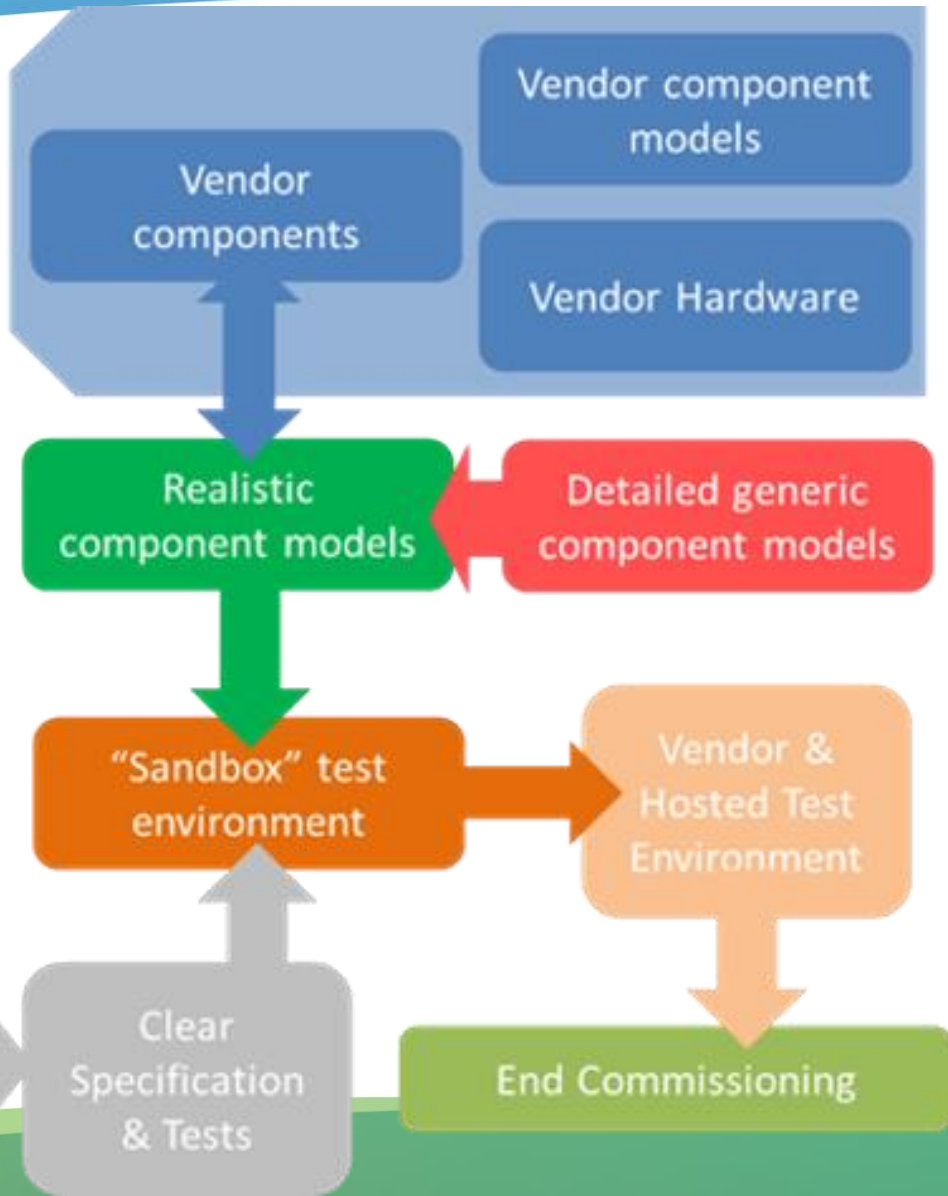 Vendor component
models
Vendor
components
Vendor Hardware
Realistic
component models
Detailed generic
component models
“Sandbox” test
environment
Vendor &
Hosted Test
Environment
Clear
Specification
& Tests
End Commissioning